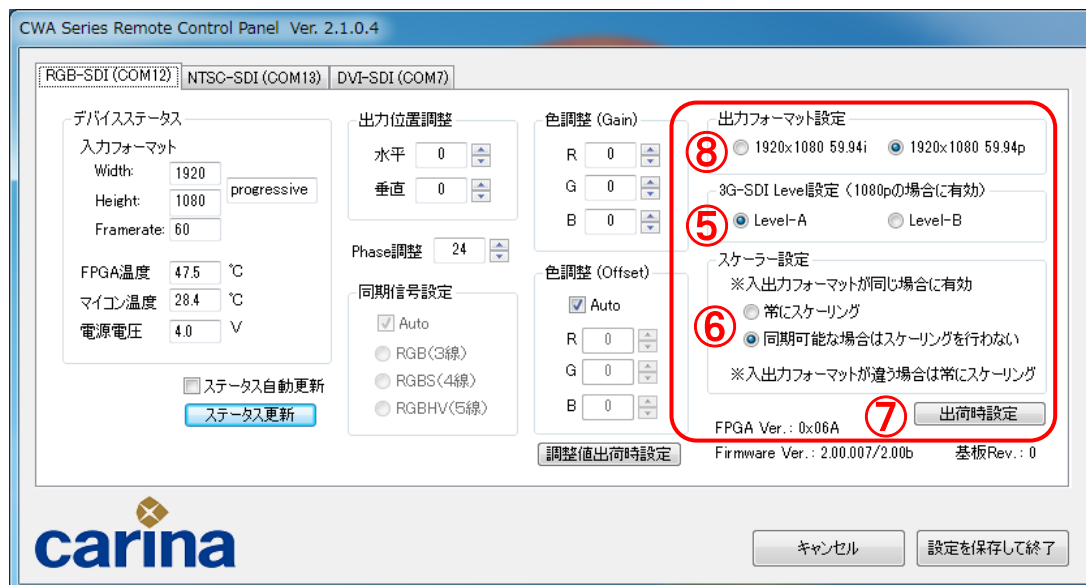 CWA Series Remote Control Panel Ver. 2.1.0.4
RGB-SDI (COM12) NTSC-SDI (COM13) DVI-SDI (COM7)
デバイスステータス
入力フォーマット
Width: 1920
progressive
Height: 1080
Framerate: 60
FPGA温度 47.5 ℃
マイコン温度 28.4 ℃
電源電圧 4.0 V
ステータス自動更新
ステータス更新
出力位置調整
水平 0
垂直 0
Phase調整 24
同期信号設定
Auto
RGB(3線)
RGBS(4線)
RGBHV(5線)
色調整 (Gain)
R 0
G 0
B 0
色調整 (Offset)
Auto
R 0
G 0
B 0
調整値出荷時設定
出力フォーマット設定
⑧ 1920x1080 59.94i 1920x1080 59.94p
3G-SDI Level設定 (1080pの場合に有効)
⑤ Level-A Level-B
スケーラー設定
※入出力フォーマットが同じ場合に有効
常にスケーリング
⑥ 同期可能な場合はスケーリングを行わない
※入出力フォーマットが違う場合は常にスケーリング
⑦ 出荷時設定
FPGA Ver.: 0x06A
Firmware Ver.: 2.00.007/2.00b 基板Rev.: 0
carina
キャンセル 設定を保存して終了